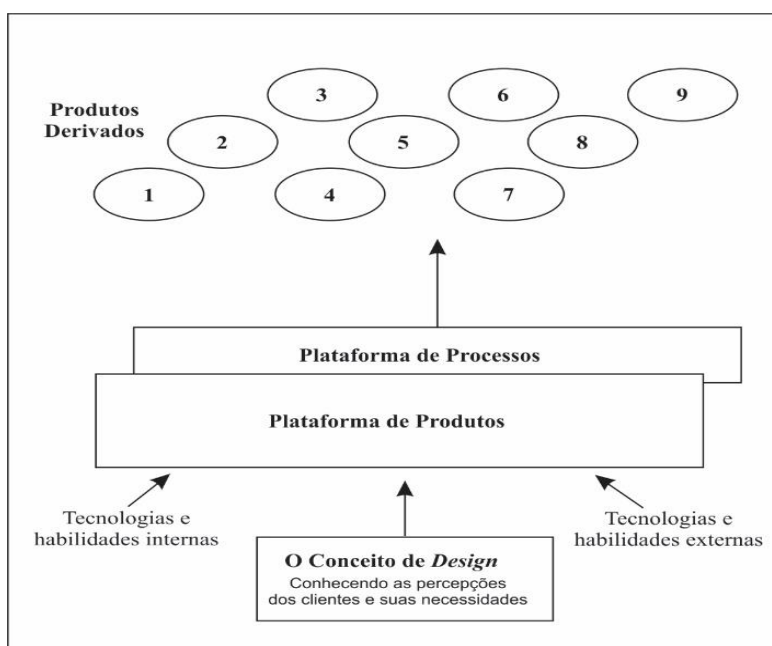 Produtos
Derivados
3
6
9
2
5
8
1
4
7
Plataforma de Processos
Plataforma de Produtos
Tecnologias e
habilidades internas
Tecnologias e
habilidades externas
O Conceito de Design
Conhecendo as percepções
dos clientes e suas necessidades